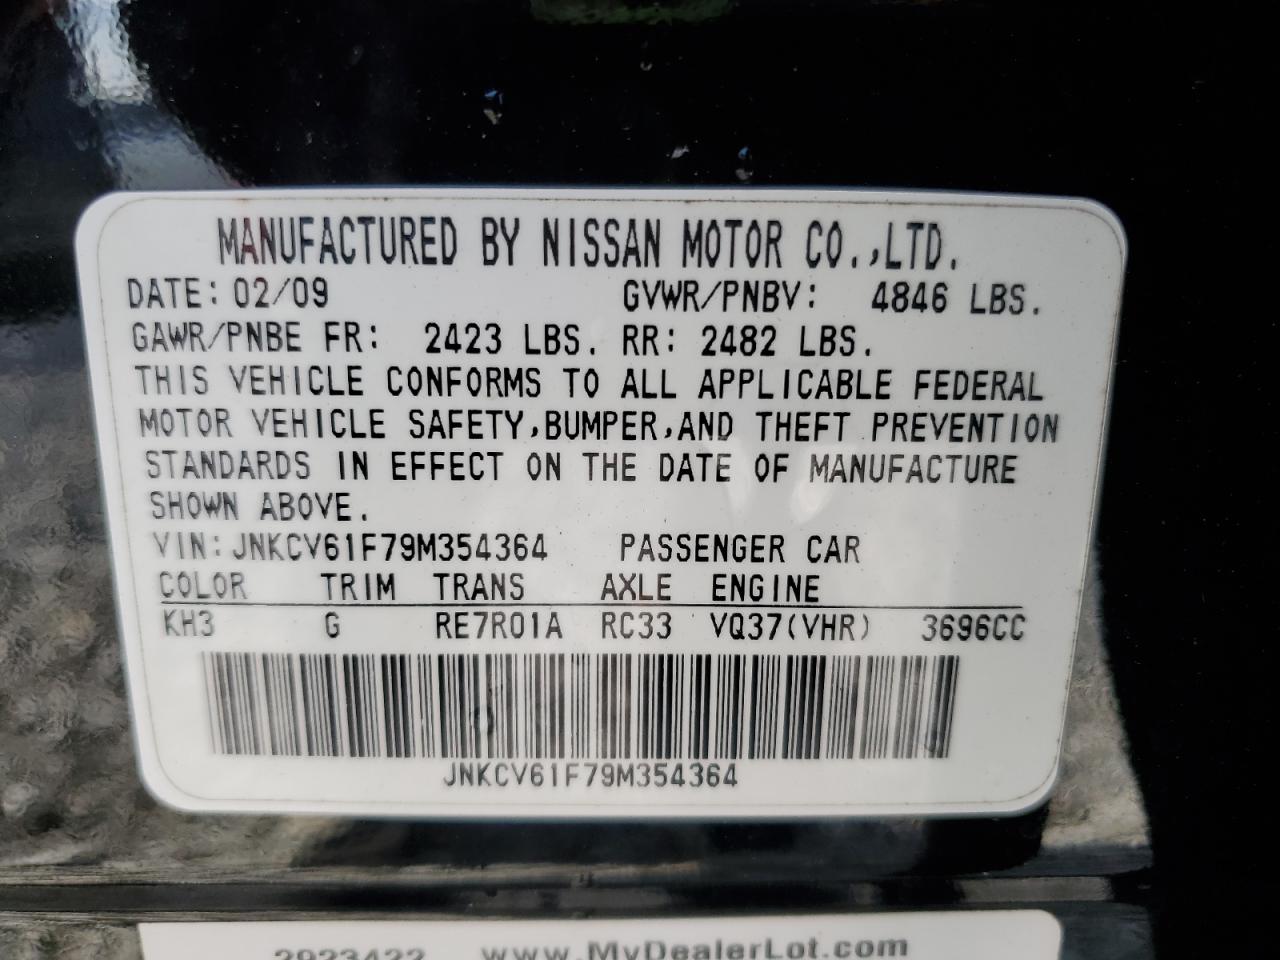 MANUFACTURED BY NISSAN MOTOR CO.,LTD.
DATE: 02/09 GVWR/PNBV: 4846 LBS.
GAWR/PNBE FR: 2423 LBS. RR: 2482 LBS.
THIS VEHICLE CONFORMS TO ALL APPLICABLE FEDERAL
MOTOR VEHICLE SAFETY,BUMPER,AND THEFT PREVENTION
STANDARDS IN EFFECT ON THE DATE OF MANUFACTURE
SHOWN ABOVE.
VIN:JNKCV61F79M354364 PASSENGER CAR
COLOR TRIM TRANS AXLE ENGINE
KH3 G RE7R01A RC33 VQ37(VHR) 3696CC
JNKCV61F79M354364
2923422 www.MyDealerLot.com